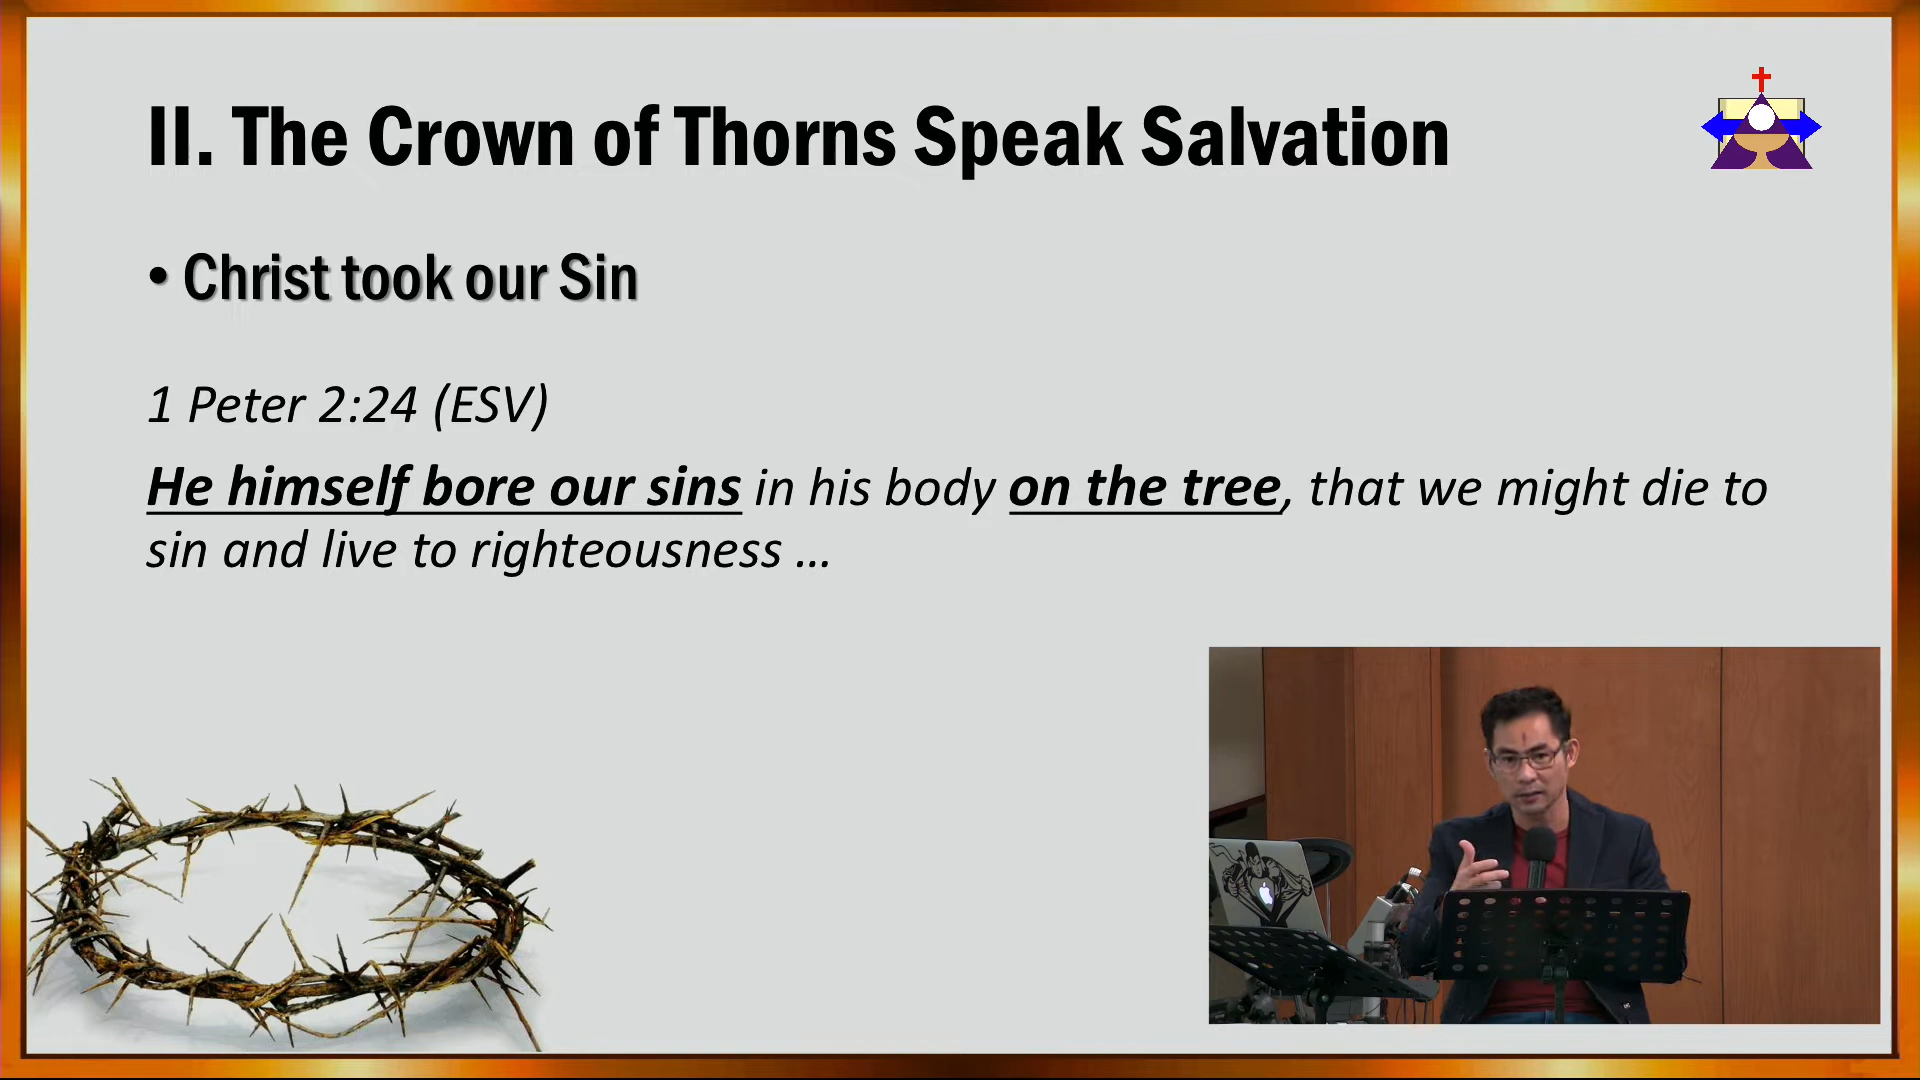 II. The Crown of Thorns Speak Salvation
• Christ took our Sin
1 Peter 2:24 (ESV)
He himself bore our sins in his body on the tree, that we might die to
sin and live to righteousness ...